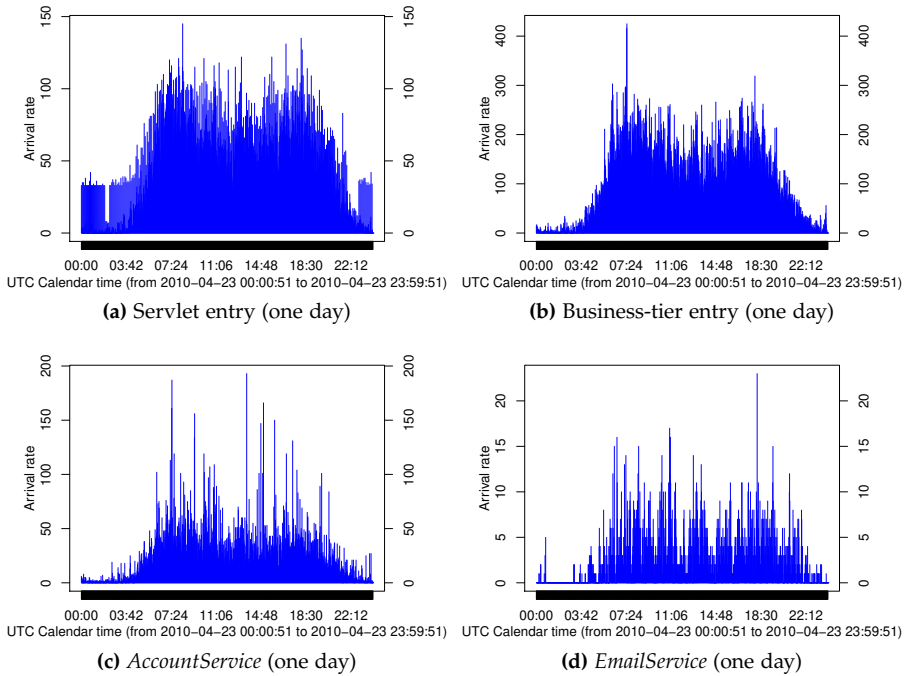 0 50 100 150
Arrival rate
0 50 100 150
00:00 03:42 07:24 11:06 14:48 18:30 22:12
UTC Calendar time (from 2010−04−23 00:00:51 to 2010−04−23 23:59:51)
(a) Servlet entry (one day)
0 100 200 300 400
Arrival rate
0 100 200 300 400
00:00 03:42 07:24 11:06 14:48 18:30 22:12
UTC Calendar time (from 2010−04−23 00:00:51 to 2010−04−23 23:59:51)
(b) Business-tier entry (one day)
0 50 100 150 200
Arrival rate
0 50 100 150 200
00:00 03:42 07:24 11:06 14:48 18:30 22:12
UTC Calendar time (from 2010−04−23 00:00:51 to 2010−04−23 23:59:51)
(c) AccountService (one day)
0 5 10 15 20
Arrival rate
0 5 10 15 20
00:00 03:42 07:24 11:06 14:48 18:30 22:12
UTC Calendar time (from 2010−04−23 00:00:51 to 2010−04−23 23:59:51)
(d) EmailService (one day)